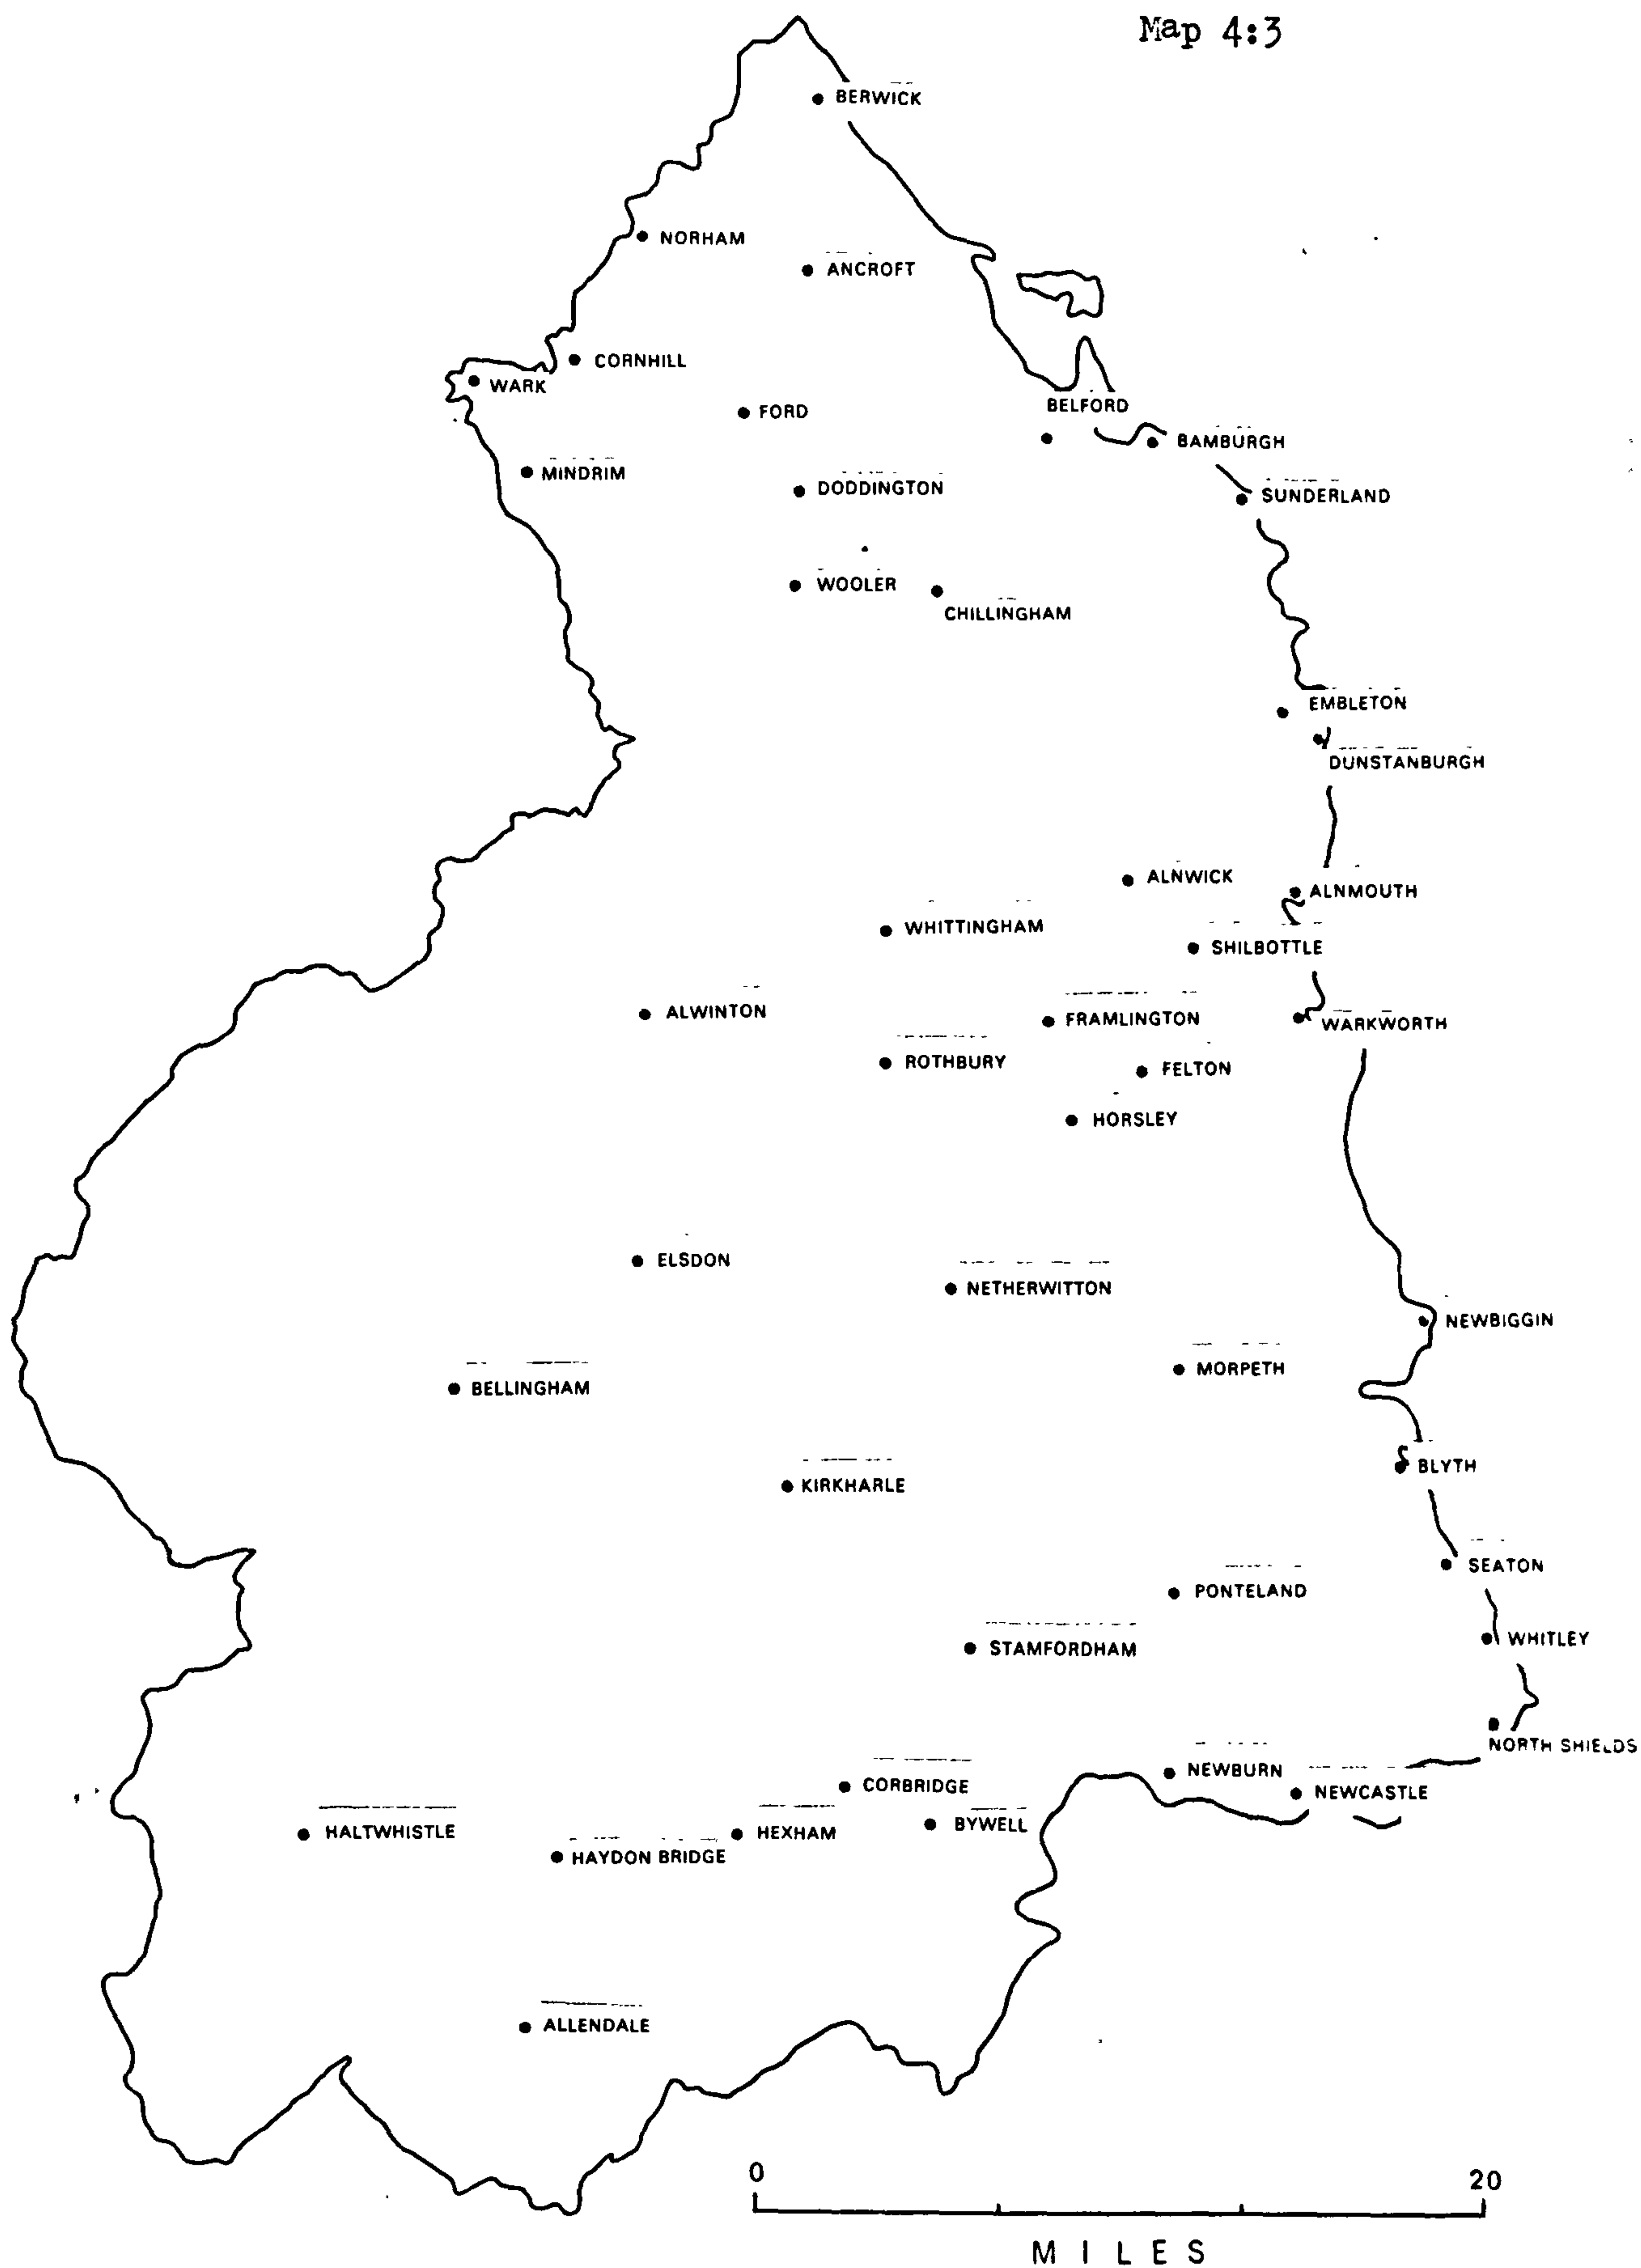 Map 4:3
BERWICK
NORHAM
ANCROFT
CORNHILL
WARK
BELFORD
FORD
BAMBURGH
MINDRIM
DODDINGTON
SUNDERLAND
WOOLER
CHILLINGHAM
EMBLETON
DUNSTANBURGH
ALNWICK
ALNMOUTH
WHITTINGHAM
SHILBOTTLE
ALWINTON
FRAMLINGTON
WARKWORTH
ROTHBURY
FELTON
HORSLEY
ELSDON
NETHERWITTON
NEWBIGGIN
MORPETH
BELLINGHAM
BLYTH
KIRKHARLE
SEATON
PONTELAND
WHITLEY
STAMFORDHAM
NORTH SHIELDS
NEWBURN
CORBRIDGE
NEWCASTLE
BYWELL
HALTWHISTLE
HEXHAM
HAYDON BRIDGE
ALLENDALE
0 20
MILES